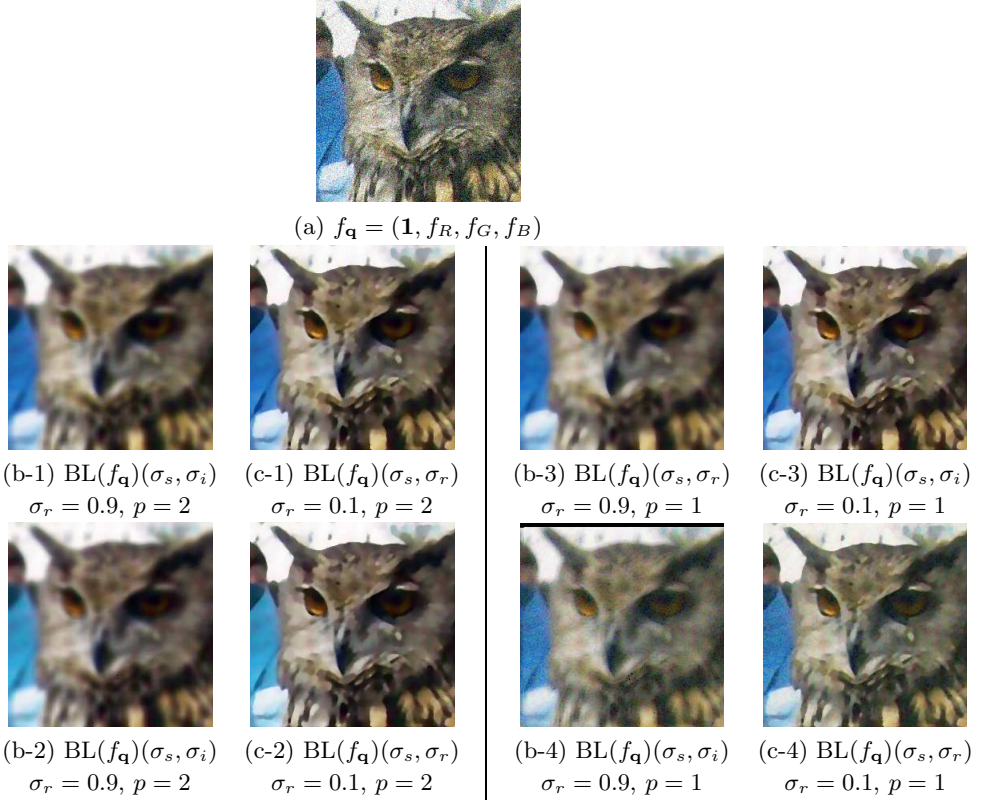 (a) f_q = (1, f_R, f_G, f_B)
(b-1) BL(f_q)(σ_s, σ_i)
σ_r = 0.9, p = 2
(c-1) BL(f_q)(σ_s, σ_r)
σ_r = 0.1, p = 2
(b-3) BL(f_q)(σ_s, σ_r)
σ_r = 0.9, p = 1
(c-3) BL(f_q)(σ_s, σ_i)
σ_r = 0.1, p = 1
(b-2) BL(f_q)(σ_s, σ_i)
σ_r = 0.9, p = 2
(c-2) BL(f_q)(σ_s, σ_r)
σ_r = 0.1, p = 2
(b-4) BL(f_q)(σ_s, σ_i)
σ_r = 0.9, p = 1
(c-4) BL(f_q)(σ_s, σ_r)
σ_r = 0.1, p = 1